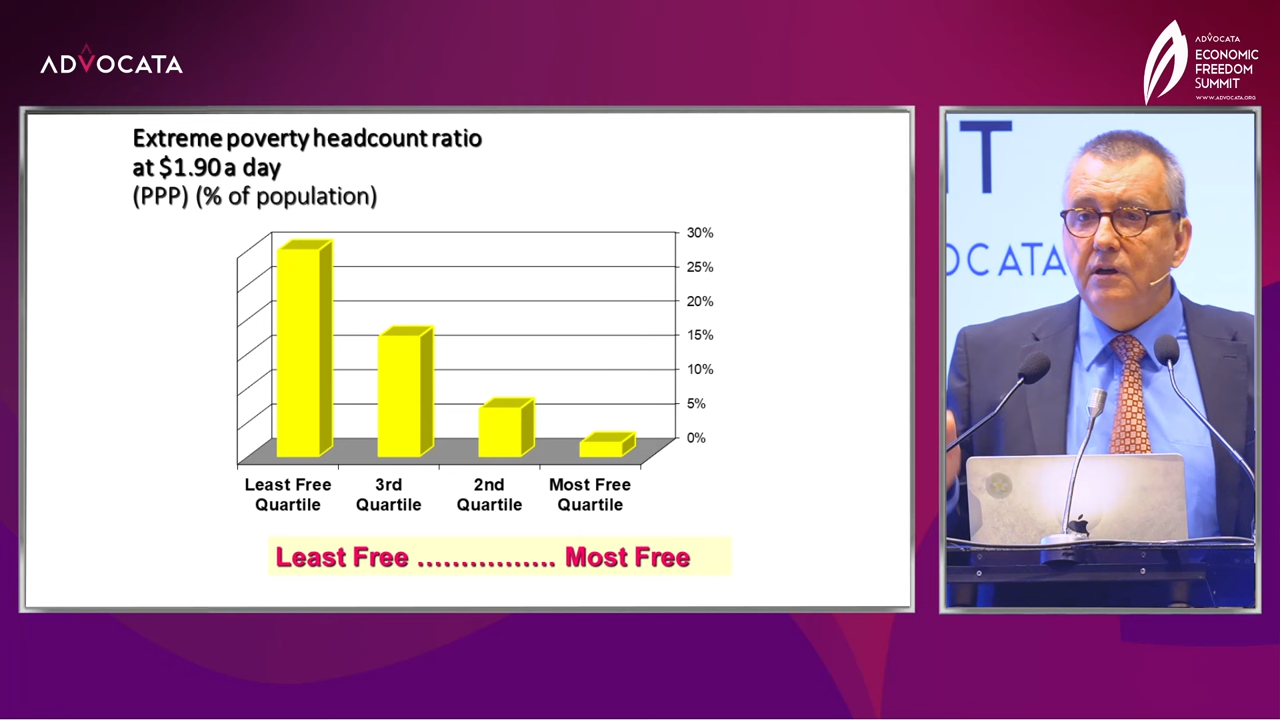 ADVOCATA
ADVOCATA
ECONOMIC
FREEDOM
SUMMIT
WWW.ADVOCATA.ORG
Extreme poverty headcount ratio
at $1.90 a day
(PPP) (% of population)
30%
25%
20%
15%
10%
5%
0%
Least Free Quartile
3rd Quartile
2nd Quartile
Most Free Quartile
Least Free ................ Most Free
T
OCATA